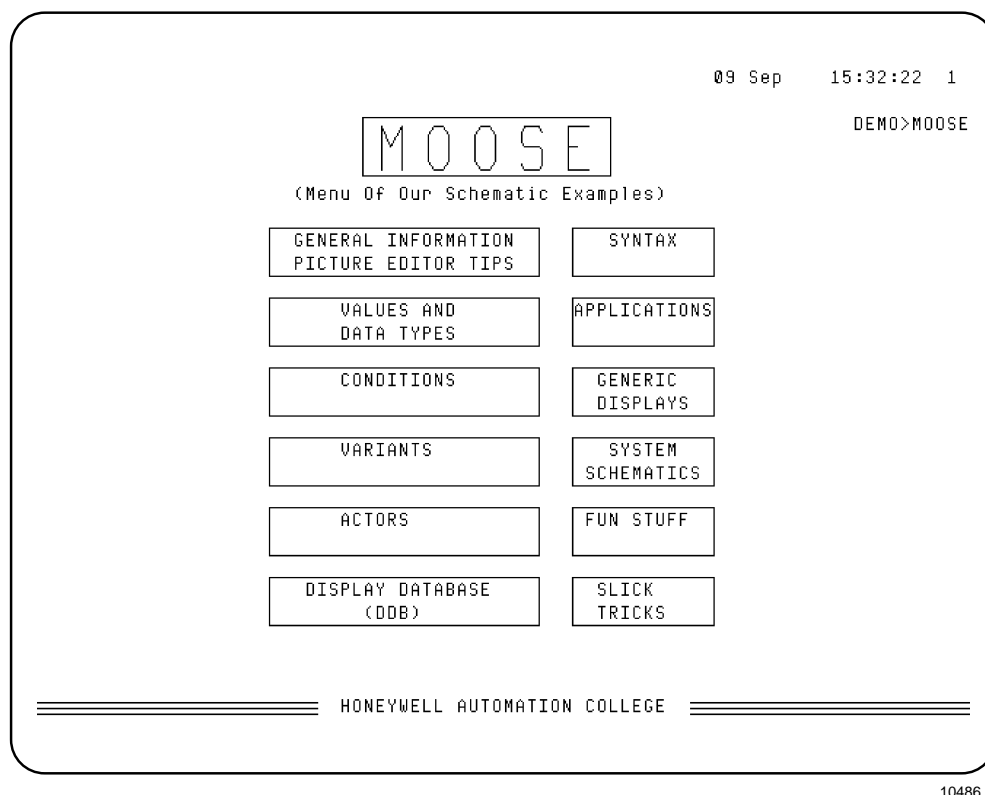 09 Sep 15:32:22 1
DEMO>MOOSE
MOOSE
(Menu Of Our Schematic Examples)
GENERAL INFORMATION
PICTURE EDITOR TIPS
SYNTAX
VALUES AND
DATA TYPES
APPLICATIONS
CONDITIONS
GENERIC
DISPLAYS
VARIANTS
SYSTEM
SCHEMATICS
ACTORS
FUN STUFF
DISPLAY DATABASE
(DDB)
SLICK
TRICKS
HONEYWELL AUTOMATION COLLEGE
10486